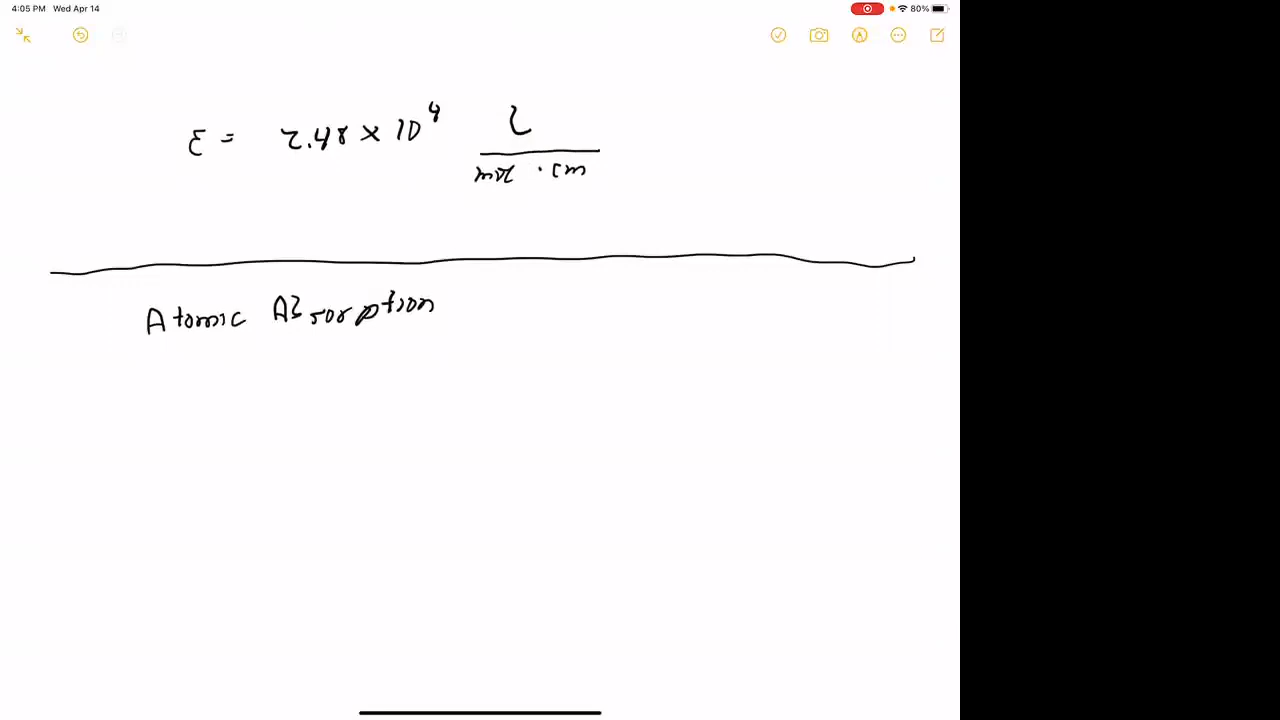 4:05 PM Wed Apr 14
80%
ε = 2.48 × 10⁴ L / mol · cm
Atomic Absorption